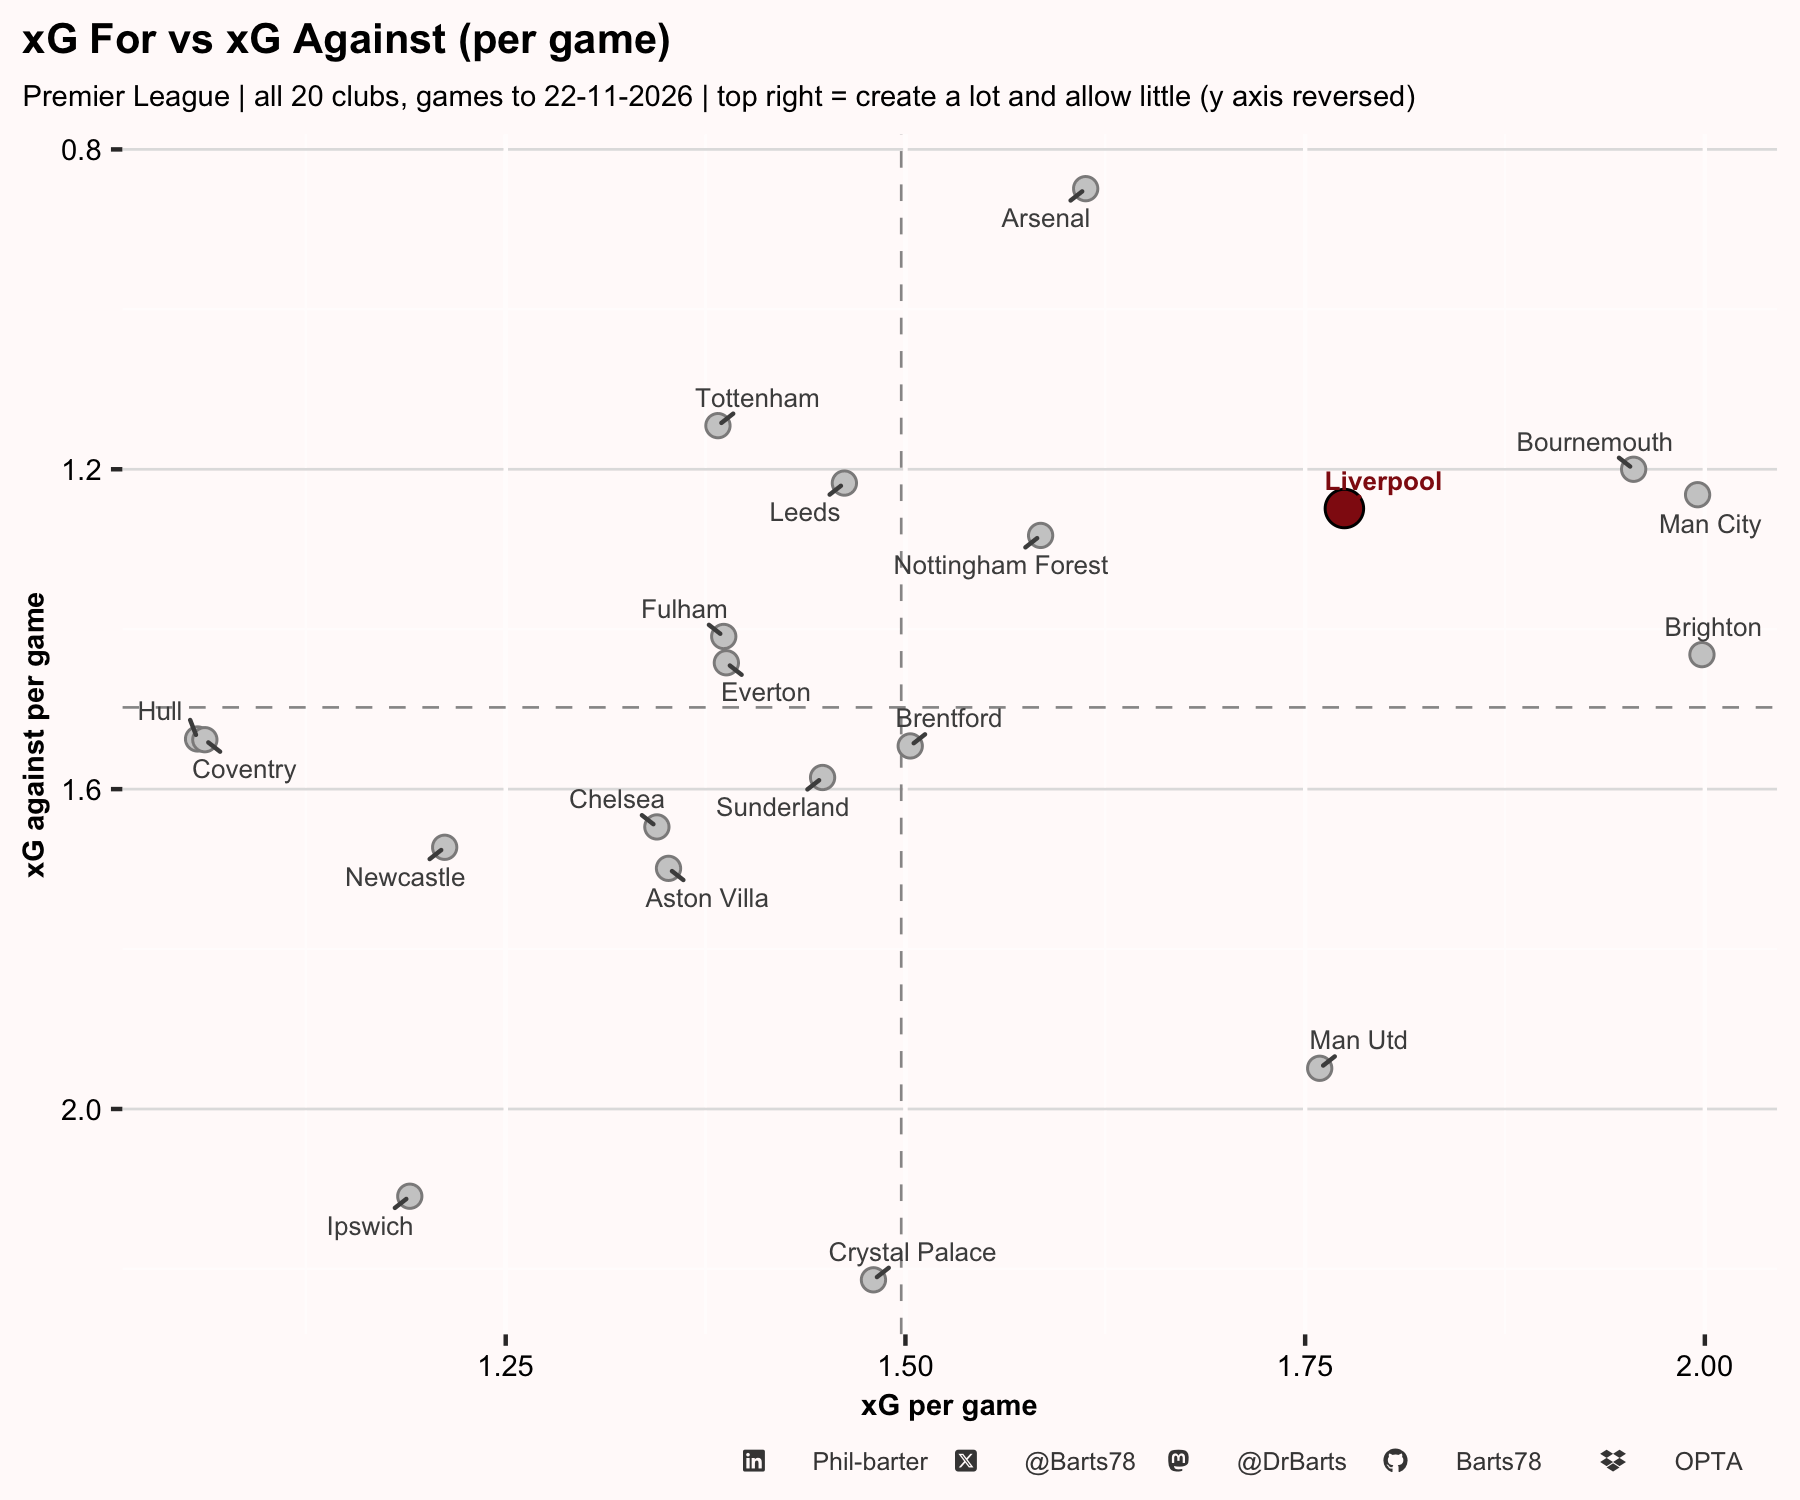 xG For vs xG Against (per game)
Premier League | all 20 clubs, games to 22-11-2026 | top right = create a lot and allow little (y axis reversed)
0.8
Arsenal
Tottenham
Bournemouth
1.2
Liverpool
Leeds
Man City
Nottingham Forest
Fulham
Brighton
xG against per game
Everton
Hull
Brentford
Coventry
1.6
Chelsea
Sunderland
Newcastle
Aston Villa
Man Utd
2.0
Ipswich
Crystal Palace
1.25 1.50 1.75 2.00
xG per game
Phil-barter @Barts78 @DrBarts Barts78 OPTA